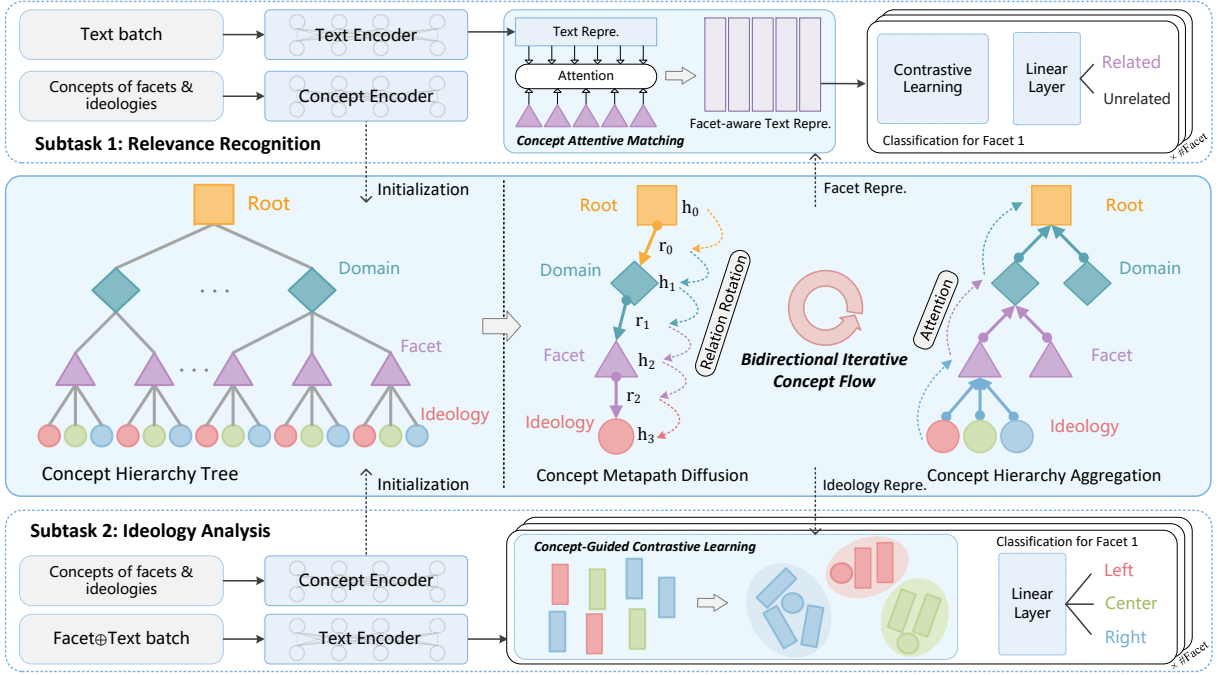 Text batch
Text Encoder
Concepts of facets &
ideologies
Concept Encoder
Subtask 1: Relevance Recognition
Text Repre.
Attention
Concept Attentive Matching
Facet-aware Text Repre.
Contrastive
Learning
Linear
Layer
Related
Unrelated
Classification for Facet 1
× #Facet
Initialization
Facet Repre.
Root
Domain
. . .
Facet
. . .
Ideology
Concept Hierarchy Tree
Root
h0
r0
Domain
h1
r1
Facet
h2
r2
Ideology
h3
Relation Rotation
Concept Metapath Diffusion
Bidirectional Iterative
Concept Flow
Attention
Root
Domain
Facet
Ideology
Concept Hierarchy Aggregation
Initialization
Ideology Repre.
Subtask 2: Ideology Analysis
Concepts of facets &
ideologies
Concept Encoder
Facet⊕Text batch
Text Encoder
Concept-Guided Contrastive Learning
Classification for Facet 1
Linear
Layer
Left
Center
Right
× #Facet